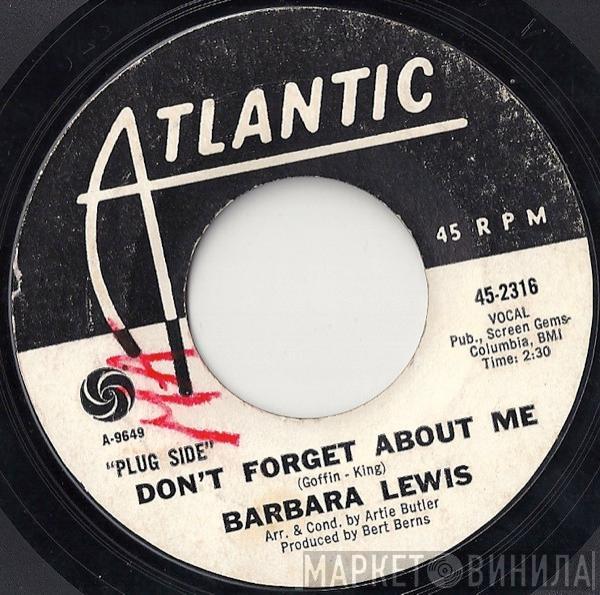 ATLANTIC
45 RPM
45-2316
VOCAL
Pub., Screen Gems-
Columbia, BMI
Time: 2:30
A-9649
"PLUG SIDE"
DON'T FORGET ABOUT ME
(Goffin - King)
BARBARA LEWIS
Arr. & Cond. by Artie Butler
Produced by Bert Berns
МАРКЕТ ВИНИЛА